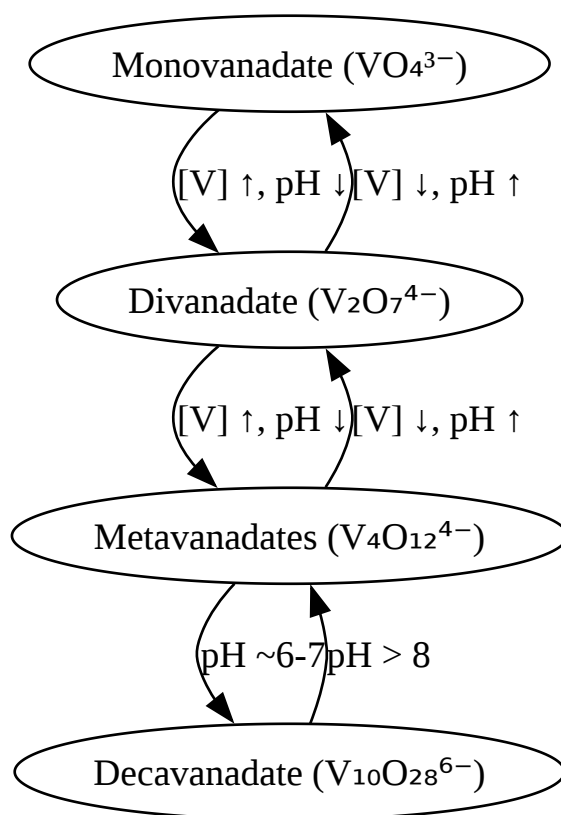 Monovanadate (VO₄³⁻)
[V] ↑, pH ↓
[V] ↓, pH ↑
Divanadate (V₂O₇⁴⁻)
[V] ↑, pH ↓
[V] ↓, pH ↑
Metavanadates (V₄O₁₂⁴⁻)
pH ~6-7
pH > 8
Decavanadate (V₁₀O₂₈⁶⁻)